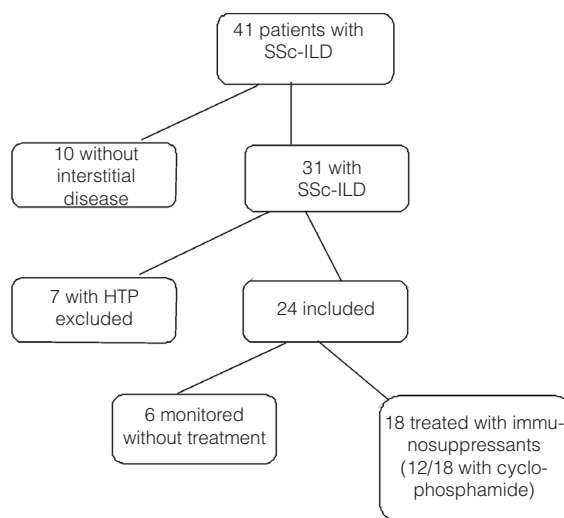 41 patients with
SSc-ILD
10 without
interstitial
disease
31 with
SSc-ILD
7 with HTP
excluded
24 included
6 monitored
without treatment
18 treated with immu-
nosuppressants
(12/18 with cyclo-
phosphamide)